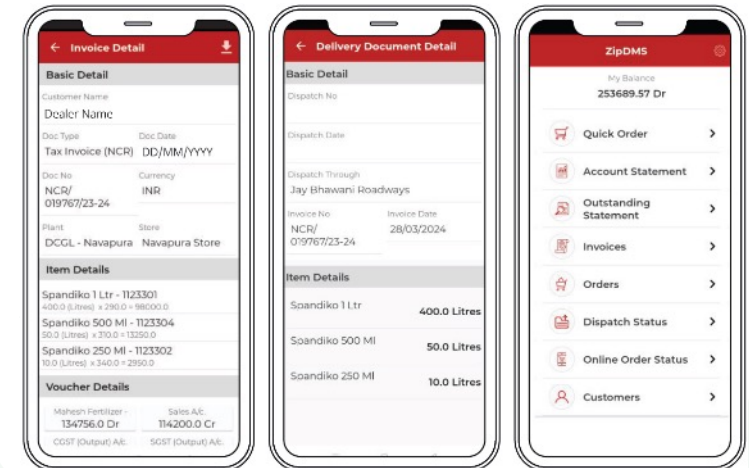 Invoice Detail
Basic Detail
Customer Name
Dealer Name
Doc Type Doc Date
Tax Invoice (NCR) DD/MM/YYYY
Doc No Currency
NCR/ INR
019767/23-24
Plant Store
DCGL - Navapura Navapura Store
Item Details
Spandiko 1 Ltr - 1123301
400.0 (Litres) x 290.0 = 98000.0
Spandiko 500 Ml - 1123304
50.0 (Litres) x 310.0 = 13250.0
Spandiko 250 Ml - 1123302
10.0 (Litres) x 340.0 = 2950.0
Voucher Details
Mahesh Fertilizer - Sales A/c.
134756.0 Dr 114200.0 Cr
CGST (Output) A/c. SGST (Output) A/c.
Delivery Document Detail
Basic Detail
Dispatch No
Dispatch Date
Dispatch Through
Jay Bhawani Roadways
Invoice No Invoice Date
NCR/ 28/03/2024
019767/23-24
Item Details
Spandiko 1 Ltr 400.0 Litres
Spandiko 500 Ml 50.0 Litres
Spandiko 250 Ml 10.0 Litres
ZipDMS
My Balance
253689.57 Dr
Quick Order
Account Statement
Outstanding
Statement
Invoices
Orders
Dispatch Status
Online Order Status
Customers